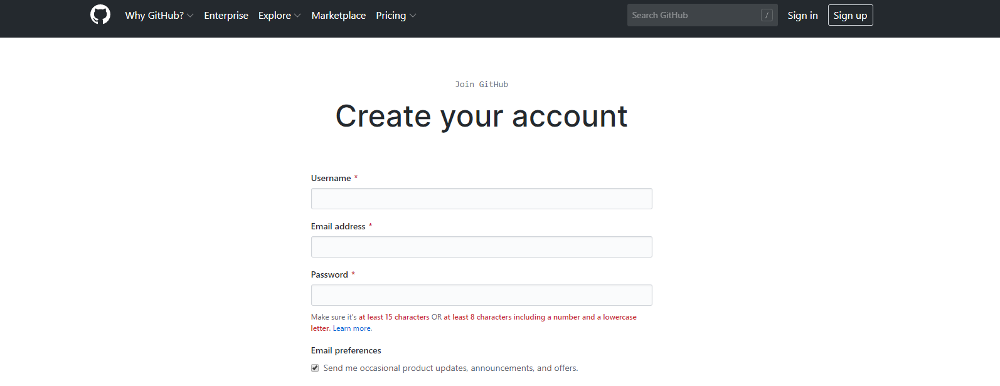 Why GitHub? Enterprise Explore Marketplace Pricing Search GitHub / Sign in Sign up
Join GitHub
Create your account
Username *
Email address *
Password *
Make sure it's at least 15 characters OR at least 8 characters including a number and a lowercase
letter. Learn more.
Email preferences
Send me occasional product updates, announcements, and offers.